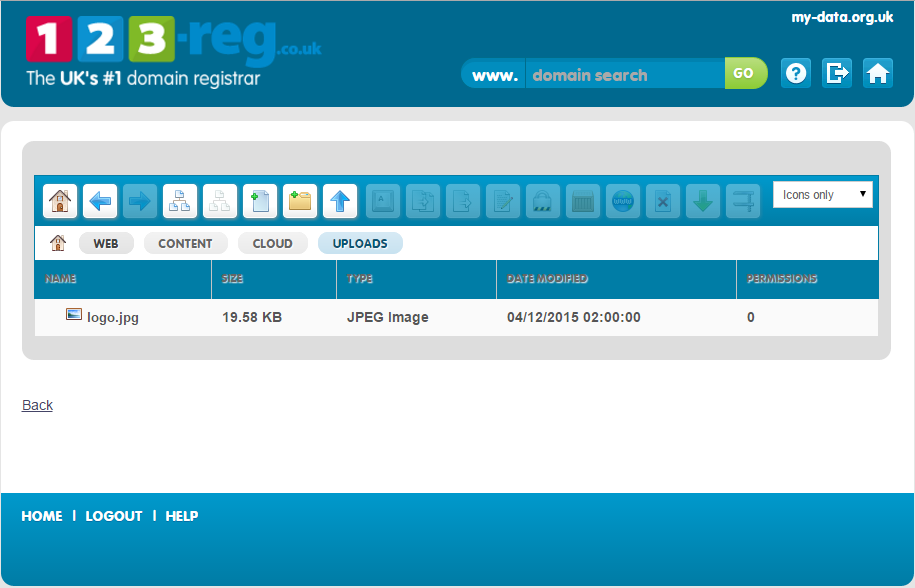 my-data.org.uk
123-reg.co.uk
The UK's #1 domain registrar
www. domain search GO
?
Icons only
WEB CONTENT CLOUD UPLOADS
NAME SIZE TYPE DATE MODIFIED PERMISSIONS
logo.jpg 19.58 KB JPEG Image 04/12/2015 02:00:00 0
Back
HOME | LOGOUT | HELP